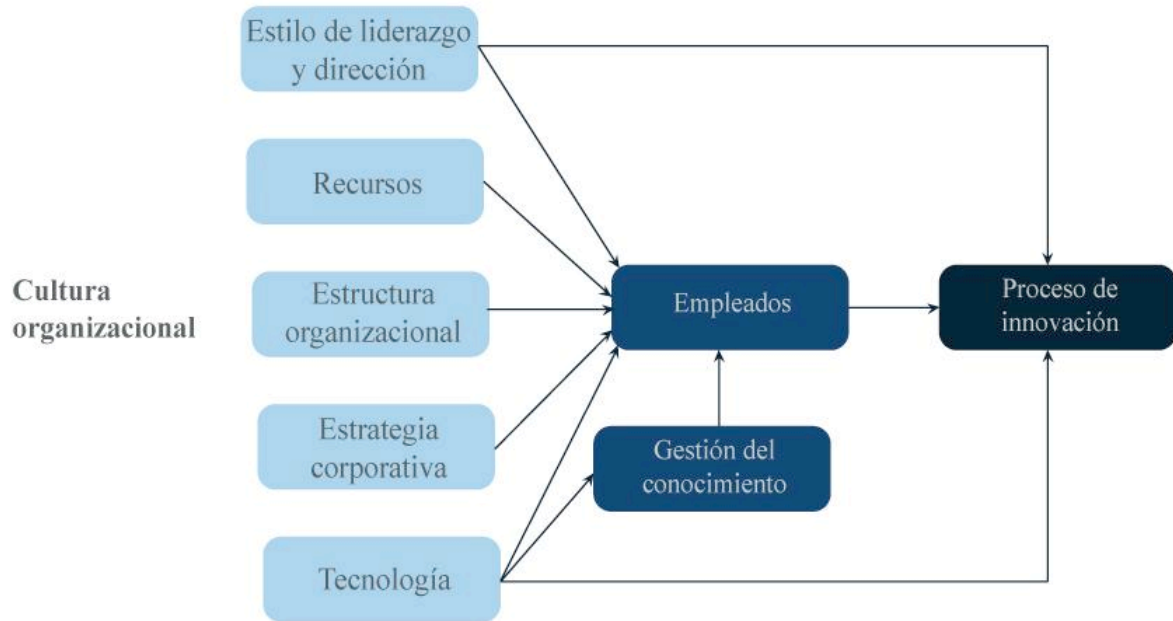 Estilo de liderazgo
y dirección
Recursos
Cultura
organizacional
Estructura
organizacional
Empleados
Proceso de
innovación
Estrategia
corporativa
Gestión del
conocimiento
Tecnología